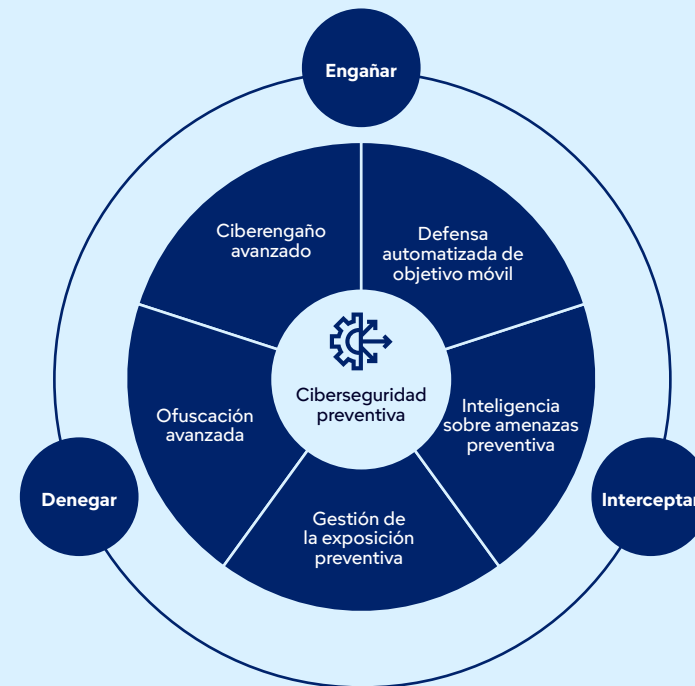 Engañar
Ciberengaño
avanzado
Defensa
automatizada de
objetivo móvil
Ciberseguridad
preventiva
Ofuscación
avanzada
Inteligencia
sobre amenazas
preventiva
Denegar
Interceptar
Gestión de
la exposición
preventiva